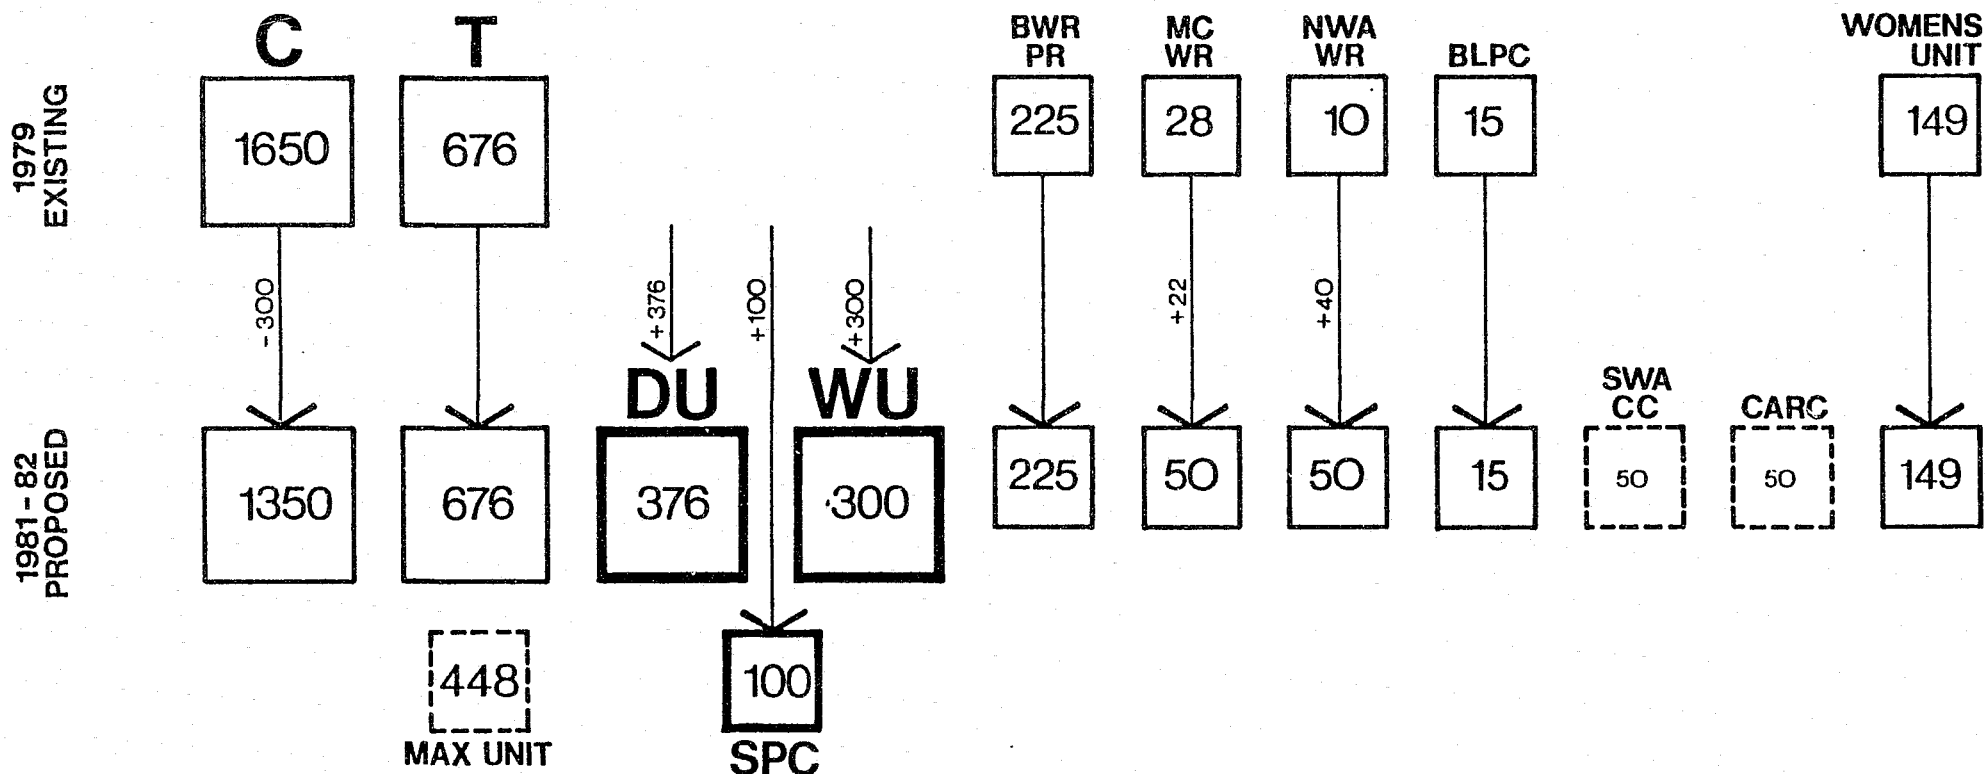 C
T
BWR
PR
MC
WR
NWA
WR
BLPC
WOMENS
UNIT
1979
EXISTING
1650
676
225
28
10
15
149
-300
+376
+100
+300
+22
+40
DU
WU
SWA
CC
CARC
1981-82
PROPOSED
1350
676
376
300
225
50
50
15
50
50
149
448
100
MAX UNIT
SPC